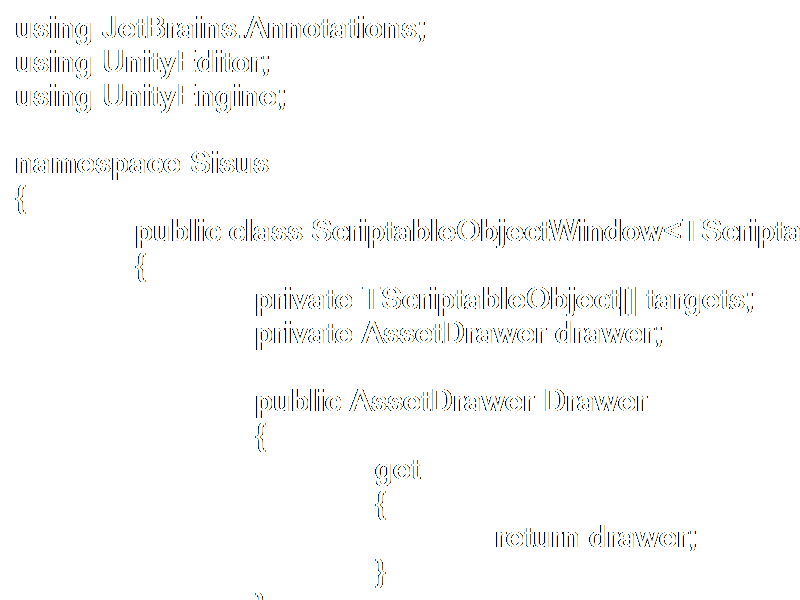 using JetBrains.Annotations;
using UnityEditor;
using UnityEngine;
namespace Sisus
{
public class ScriptableObjectWindow<TScripta
{
private TScriptableObject[] targets;
private AssetDrawer drawer;
public AssetDrawer Drawer
{
get
{
return drawer;
}
}